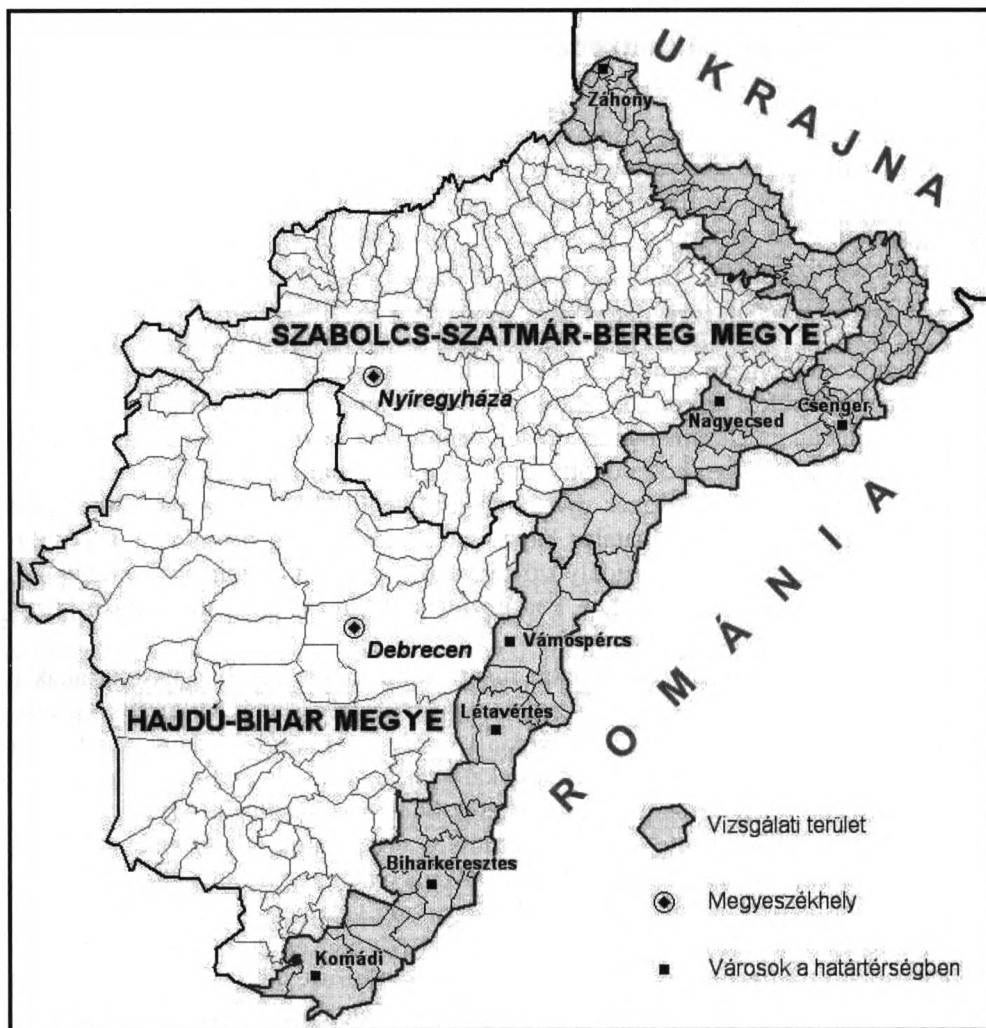 UKRAJNA
Záhony
SZABOLCS-SZATMÁR-BEREG MEGYE
Nyíregyháza
Nagyecsed
Csenger
ROMÁNIA
Debrecen
Vámospércs
HAJDÚ-BIHAR MEGYE
Létavértes
Biharkeresztes
Komádi
Vizsgálati terület
Megyeszékhely
Városok a határtérségben